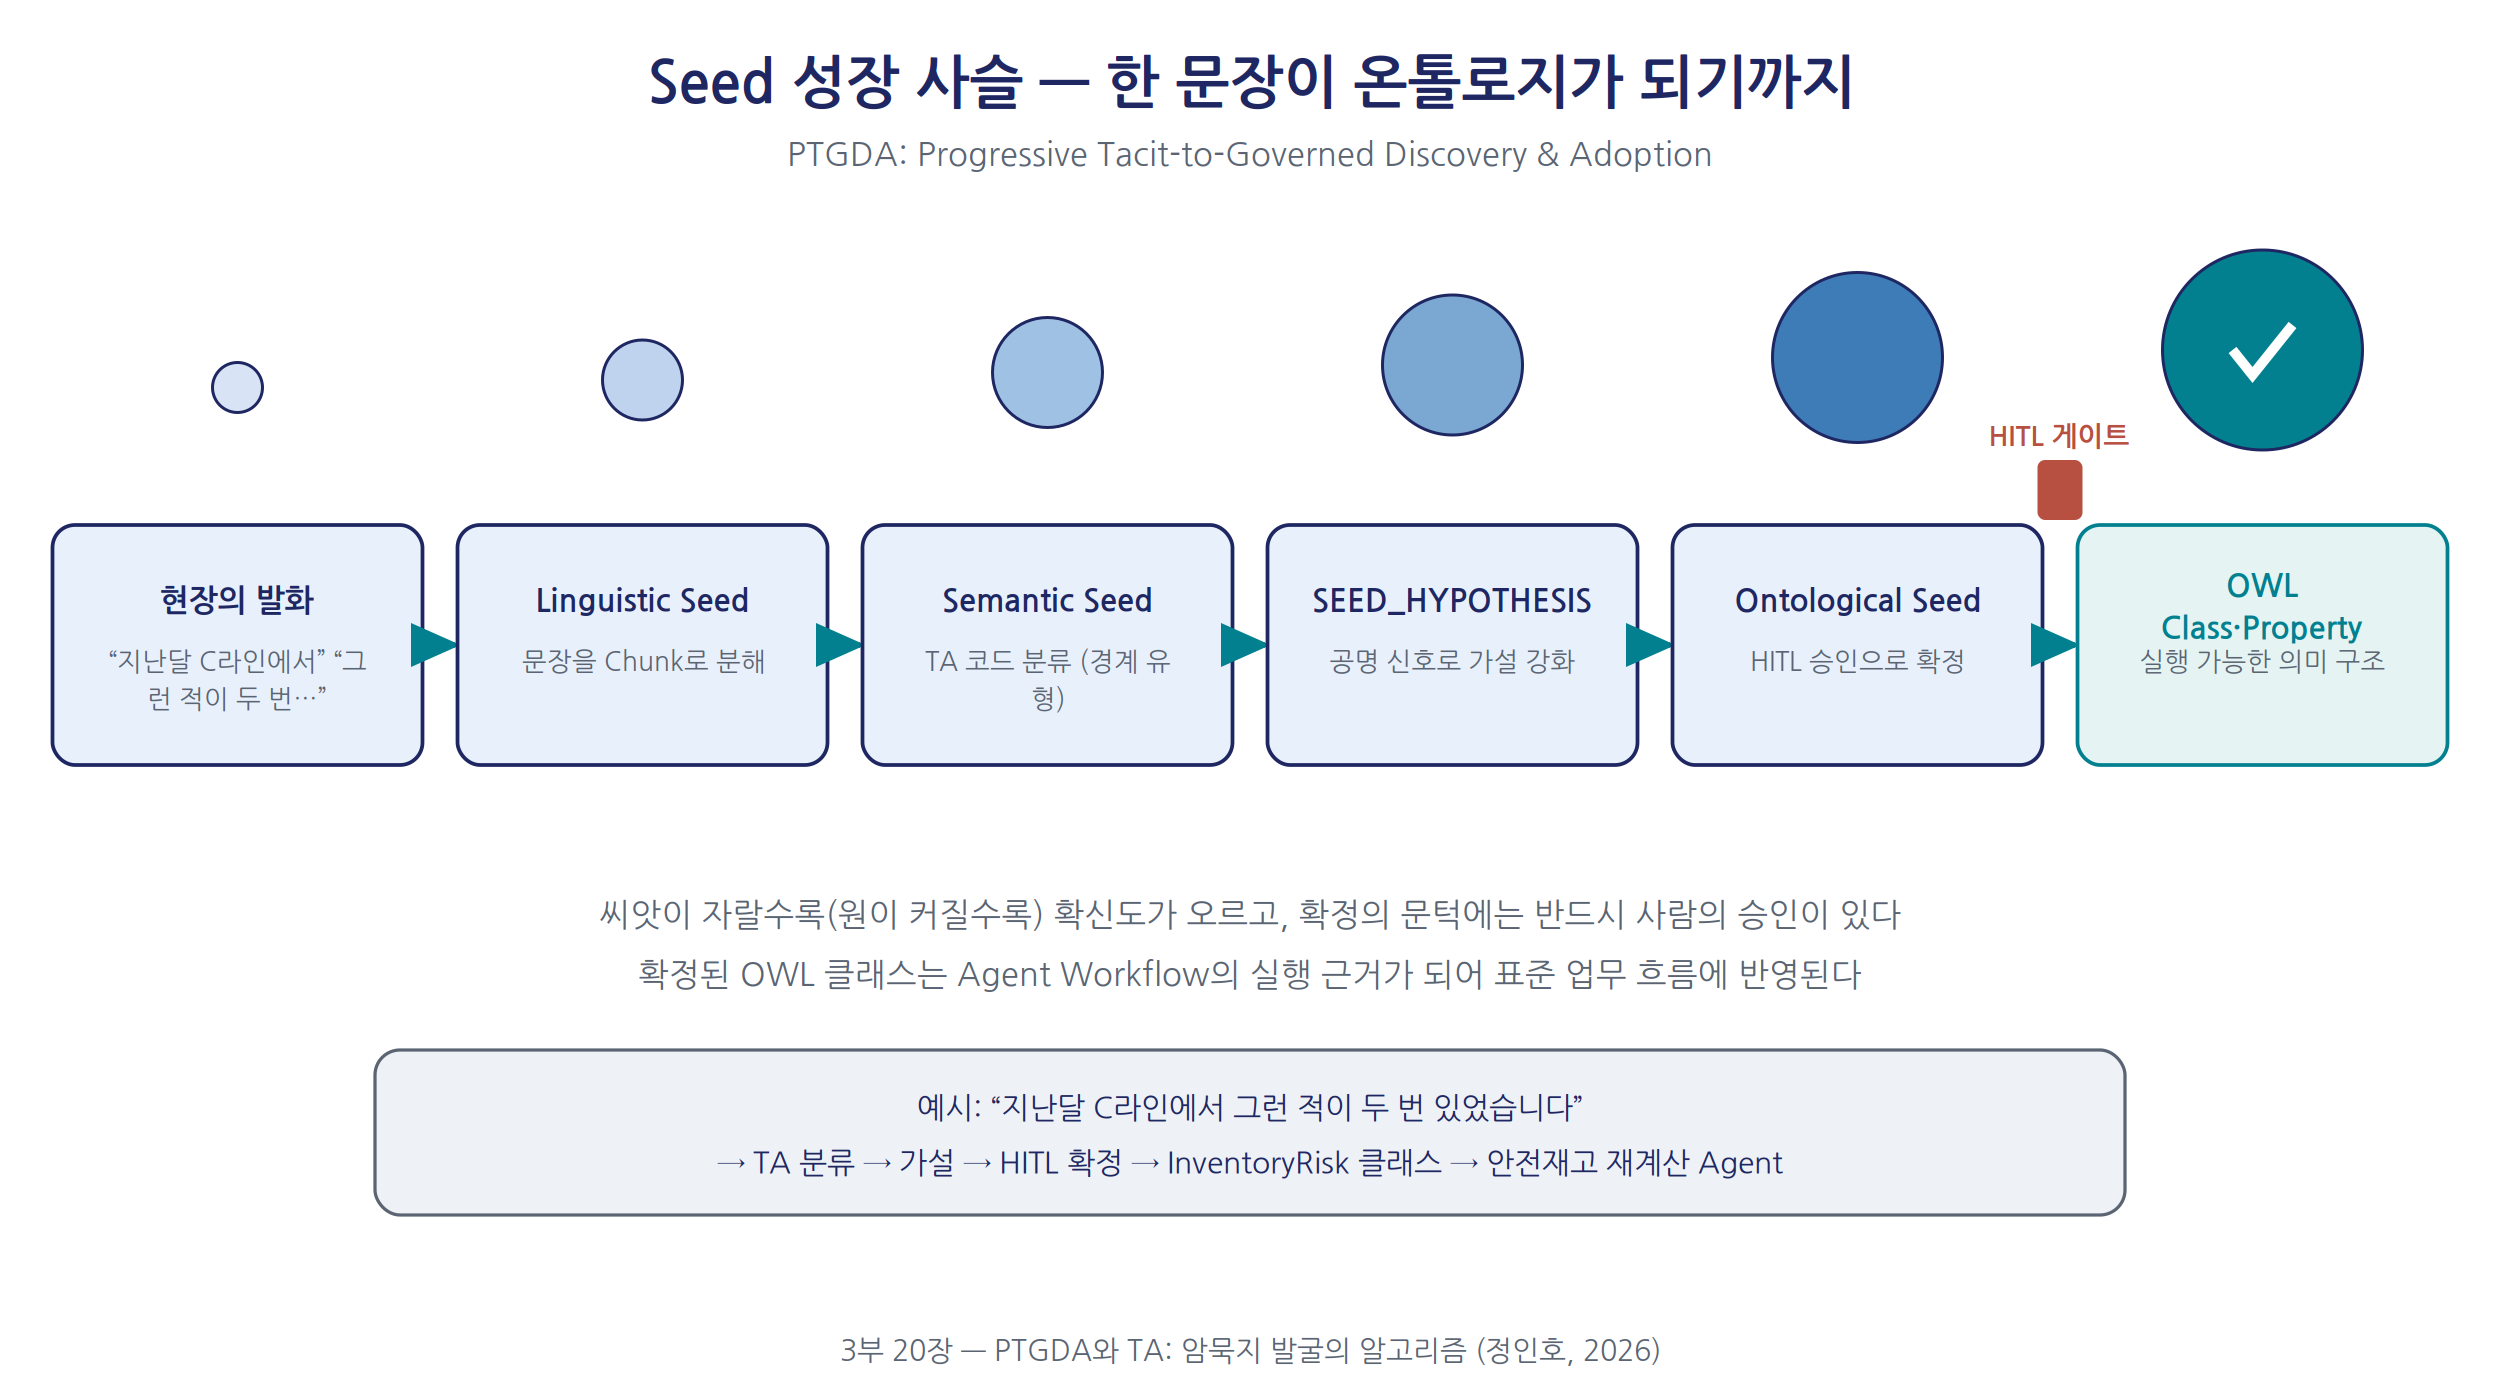 Seed 성장 사슬 — 한 문장이 온톨로지가 되기까지
PTGDA: Progressive Tacit-to-Governed Discovery & Adoption
HITL 게이트
현장의 발화
“지난달 C라인에서” “그
런 적이 두 번…”
Linguistic Seed
문장을 Chunk로 분해
Semantic Seed
TA 코드 분류 (경계 유
형)
SEED_HYPOTHESIS
공명 신호로 가설 강화
Ontological Seed
HITL 승인으로 확정
OWL
Class·Property
실행 가능한 의미 구조
씨앗이 자랄수록(원이 커질수록) 확신도가 오르고, 확정의 문턱에는 반드시 사람의 승인이 있다
확정된 OWL 클래스는 Agent Workflow의 실행 근거가 되어 표준 업무 흐름에 반영된다
예시: “지난달 C라인에서 그런 적이 두 번 있었습니다”
→ TA 분류 → 가설 → HITL 확정 → InventoryRisk 클래스 → 안전재고 재계산 Agent
3부 20장 — PTGDA와 TA: 암묵지 발굴의 알고리즘 (정인호, 2026)